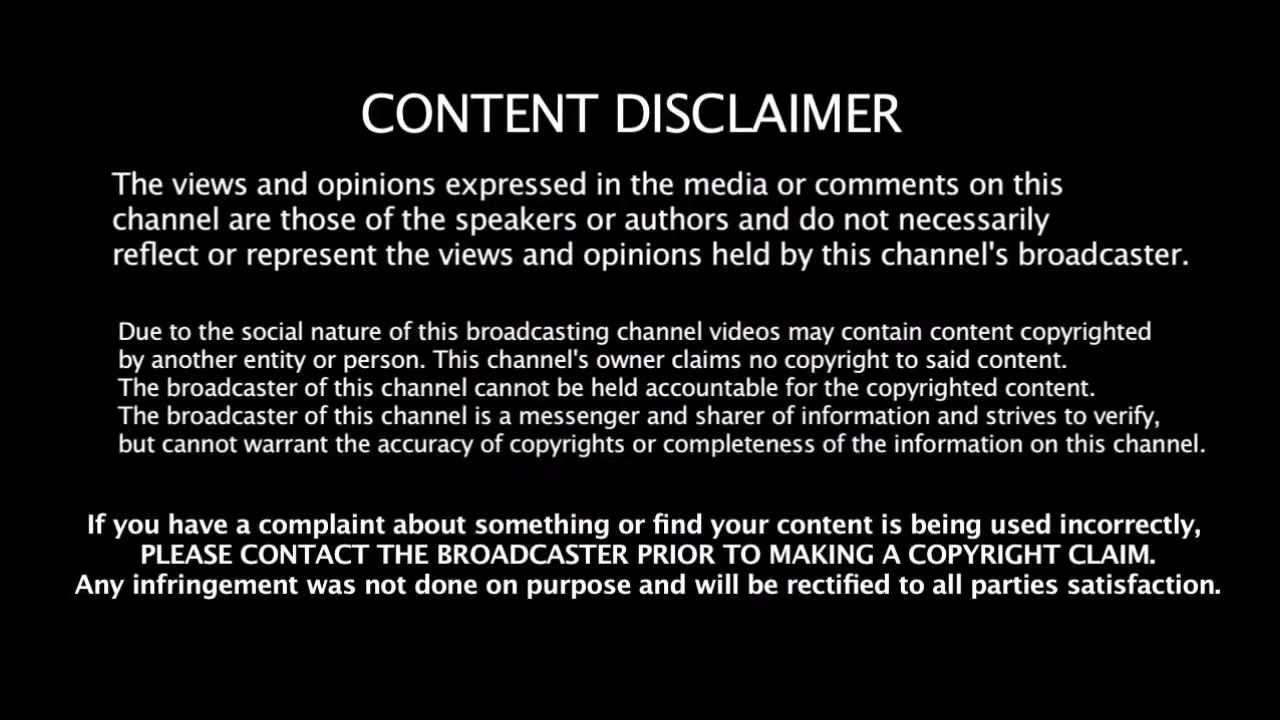 CONTENT DISCLAIMER
The views and opinions expressed in the media or comments on this
channel are those of the speakers or authors and do not necessarily
reflect or represent the views and opinions held by this channel's broadcaster.
Due to the social nature of this broadcasting channel videos may contain content copyrighted
by another entity or person. This channel's owner claims no copyright to said content.
The broadcaster of this channel cannot be held accountable for the copyrighted content.
The broadcaster of this channel is a messenger and sharer of information and strives to verify,
but cannot warrant the accuracy of copyrights or completeness of the information on this channel.
If you have a complaint about something or find your content is being used incorrectly,
PLEASE CONTACT THE BROADCASTER PRIOR TO MAKING A COPYRIGHT CLAIM.
Any infringement was not done on purpose and will be rectified to all parties satisfaction.